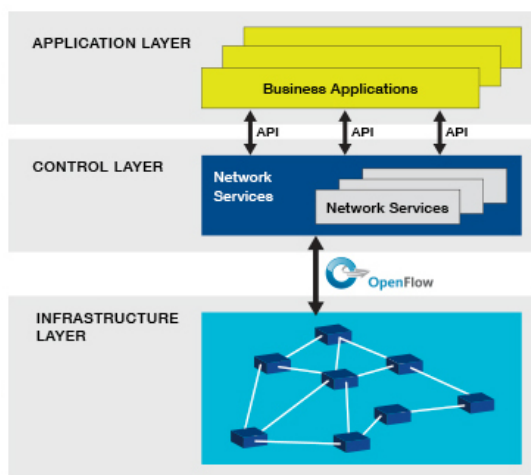 APPLICATION LAYER
Business Applications
API API API
CONTROL LAYER
Network
Services
Network Services
OpenFlow
INFRASTRUCTURE
LAYER